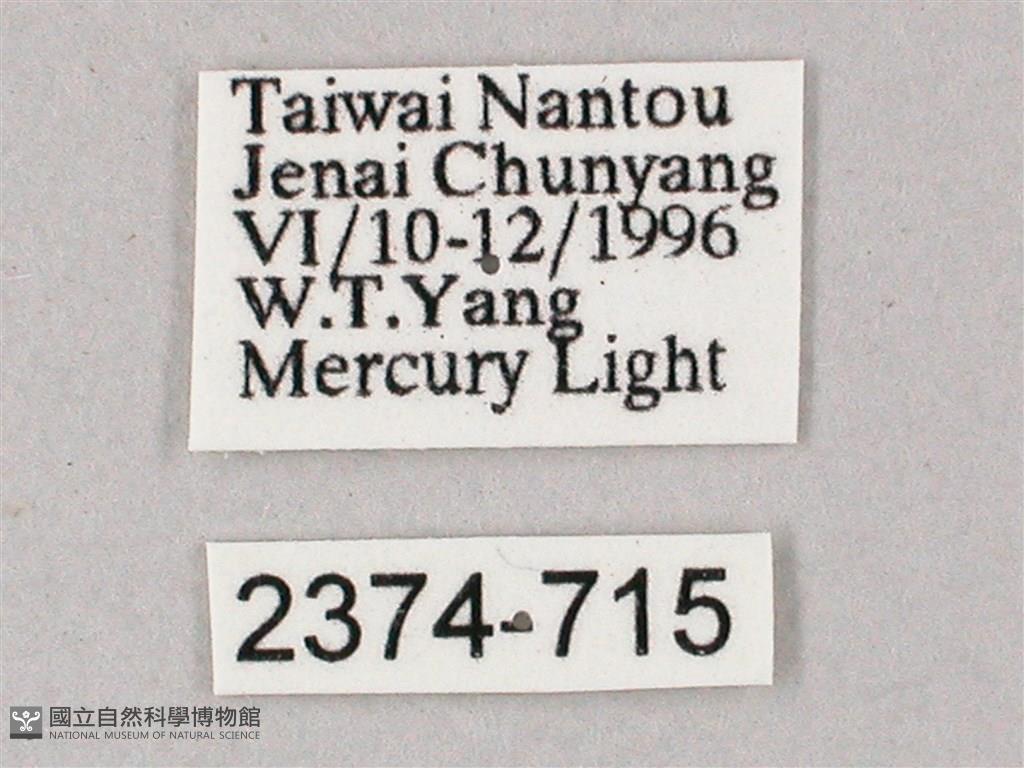 Taiwai Nantou
Jenai Chunyang
VI/10-12/1996
W.T.Yang
Mercury Light
2374-715
國立自然科學博物館
NATIONAL MUSEUM OF NATURAL SCIENCE